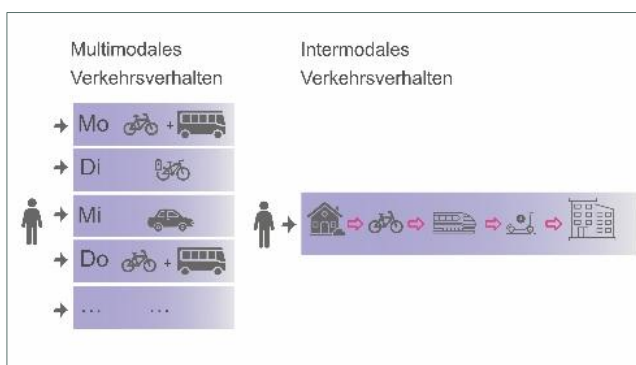 Multimodales
Verkehrsverhalten
Intermodales
Verkehrsverhalten
Mo +
Di
Mi
Do +
... ...